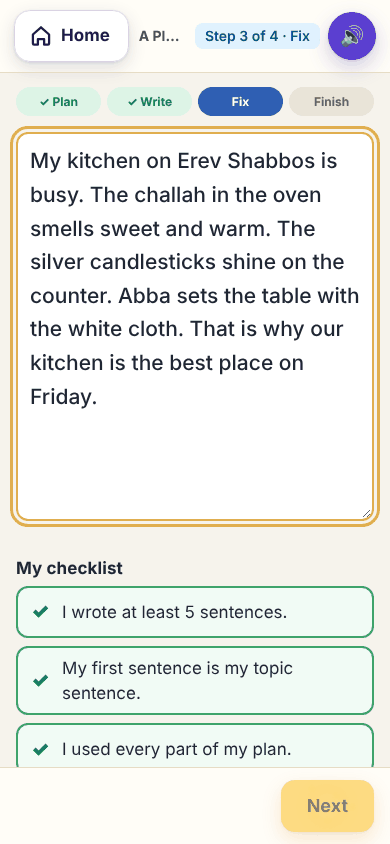 Home
A Pl...
Step 3 of 4 · Fix
✓ Plan
✓ Write
Fix
Finish
My kitchen on Erev Shabbos is
busy. The challah in the oven
smells sweet and warm. The
silver candlesticks shine on the
counter. Abba sets the table with
the white cloth. That is why our
kitchen is the best place on
Friday.
My checklist
I wrote at least 5 sentences.
My first sentence is my topic
sentence.
I used every part of my plan.
Next